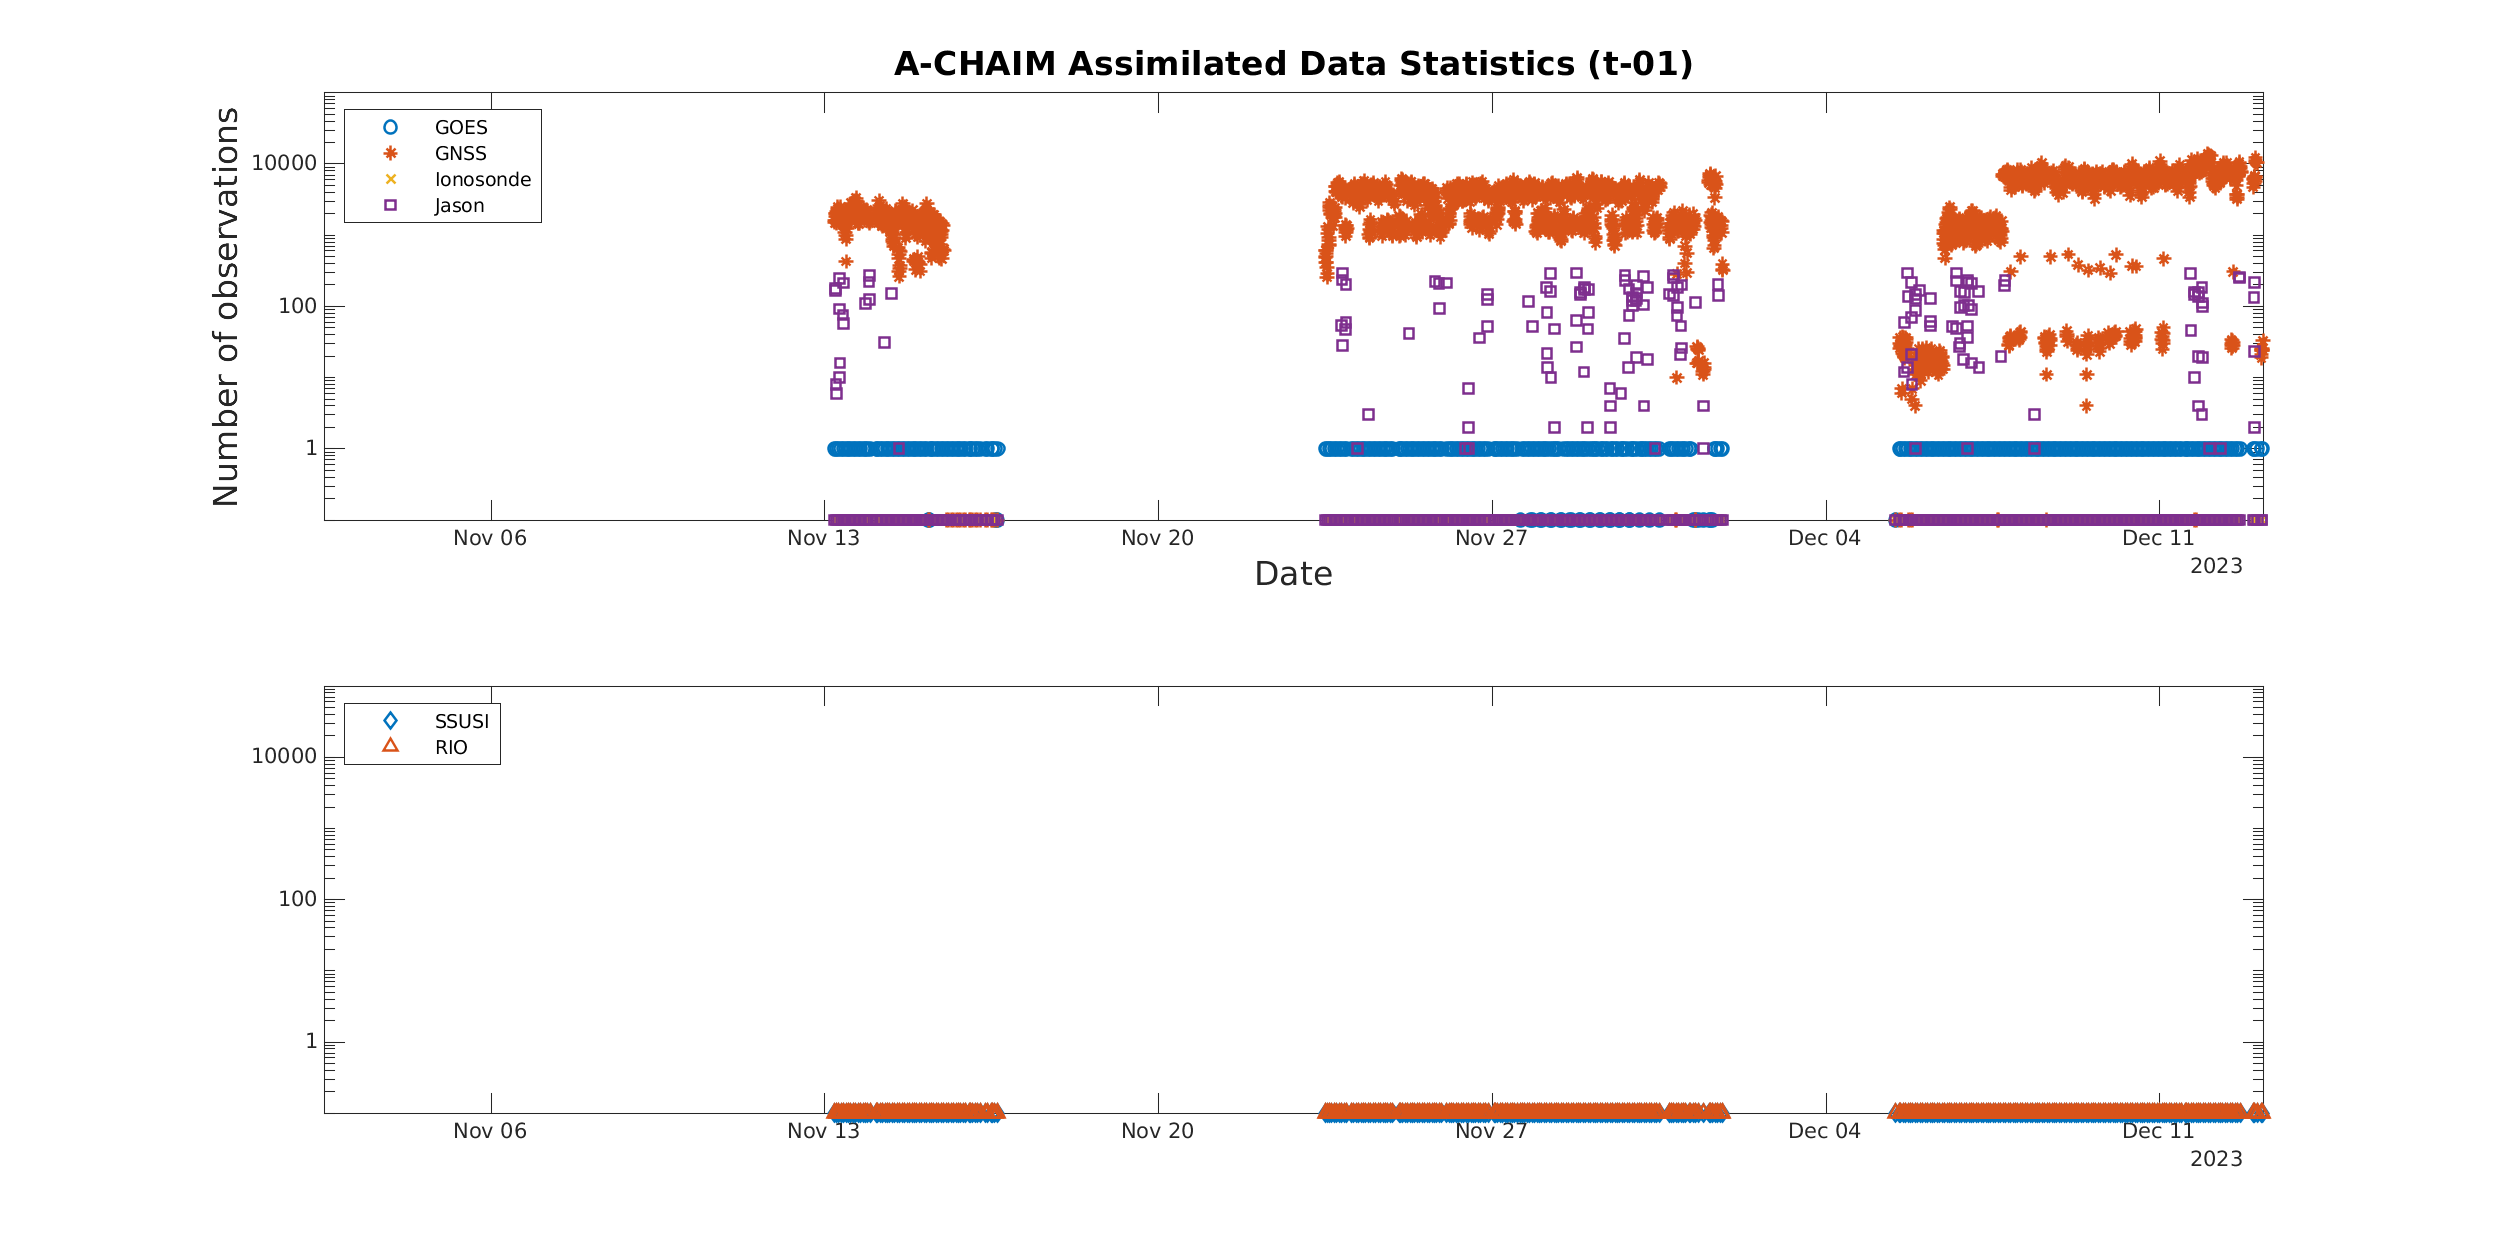 A-CHAIM Assimilated Data Statistics (t-01)
Number of observations
GOES
GNSS
Ionosonde
Jason
10000
100
1
Nov 06
Nov 13
Nov 20
Nov 27
Dec 04
Dec 11
2023
Date
SSUSI
RIO
10000
100
1
Nov 06
Nov 13
Nov 20
Nov 27
Dec 04
Dec 11
2023